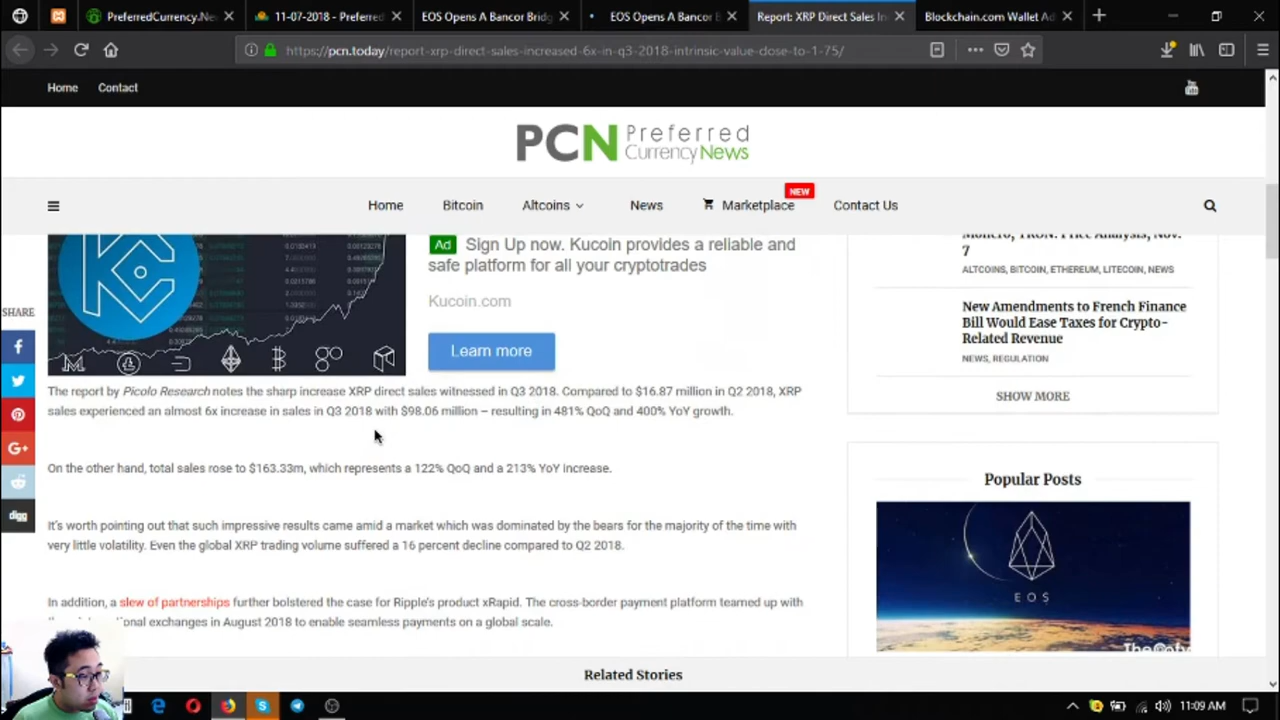 PreferredCurrency.Ne
11-07-2018 - Preferred
EOS Opens A Bancor Bridg
EOS Opens A Bancor B
Report: XRP Direct Sales In
Blockchain.com Wallet Ad
https://pcn.today/report-xrp-direct-sales-increased-6x-in-q3-2018-intrinsic-value-close-to-1-75/
Home Contact
PCN Preferred
Currency News
NEW
Home Bitcoin Altcoins News Marketplace Contact Us
Ad Sign Up now. Kucoin provides a reliable and
safe platform for all your cryptotrades
Kucoin.com
Learn more
SHARE
The report by Picolo Research notes the sharp increase XRP direct sales witnessed in Q3 2018. Compared to $16.87 million in Q2 2018, XRP
sales experienced an almost 6x increase in sales in Q3 2018 with $98.06 million – resulting in 481% QoQ and 400% YoY growth.
On the other hand, total sales rose to $163.33m, which represents a 122% QoQ and a 213% YoY increase.
It's worth pointing out that such impressive results came amid a market which was dominated by the bears for the majority of the time with
very little volatility. Even the global XRP trading volume suffered a 16 percent decline compared to Q2 2018.
In addition, a slew of partnerships further bolstered the case for Ripple's product xRapid. The cross-border payment platform teamed up with
exchanges in August 2018 to enable seamless payments on a global scale.
Monero, TRON: Price Analysis, Nov.
7
ALTCOINS, BITCOIN, ETHEREUM, LITECOIN, NEWS
New Amendments to French Finance
Bill Would Ease Taxes for Crypto-
Related Revenue
NEWS, REGULATION
SHOW MORE
Popular Posts
EOS
Related Stories
digg
11:09 AM